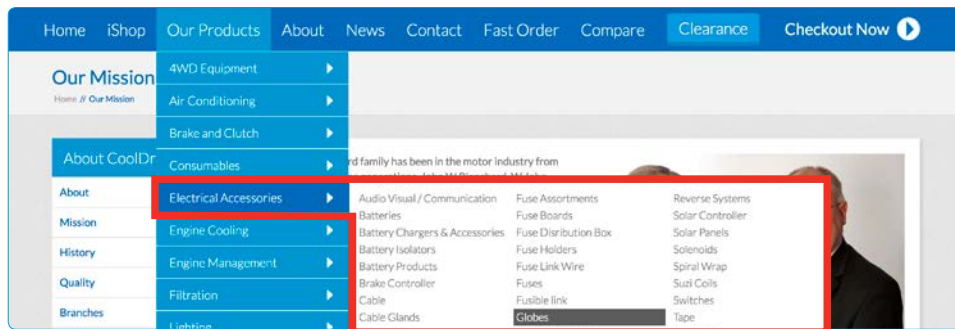 Home iShop Our Products About News Contact Fast Order Compare Clearance Checkout Now
Our Mission
Home // Our Mission
4WD Equipment
Air Conditioning
Brake and Clutch
Consumables
Electrical Accessories
Engine Cooling
Engine Management
Filtration
Lighting
About CoolDr
About
Mission
History
Quality
Branches
rd family has been in the motor industry from
Audio Visual / Communication
Batteries
Battery Chargers & Accessories
Battery Isolators
Battery Products
Brake Controller
Cable
Cable Glands
Fuse Assortments
Fuse Boards
Fuse Disribution Box
Fuse Holders
Fuse Link Wire
Fuses
Fusible link
Globes
Reverse Systems
Solar Controller
Solar Panels
Solenoids
Spiral Wrap
Suzi Coils
Switches
Tape